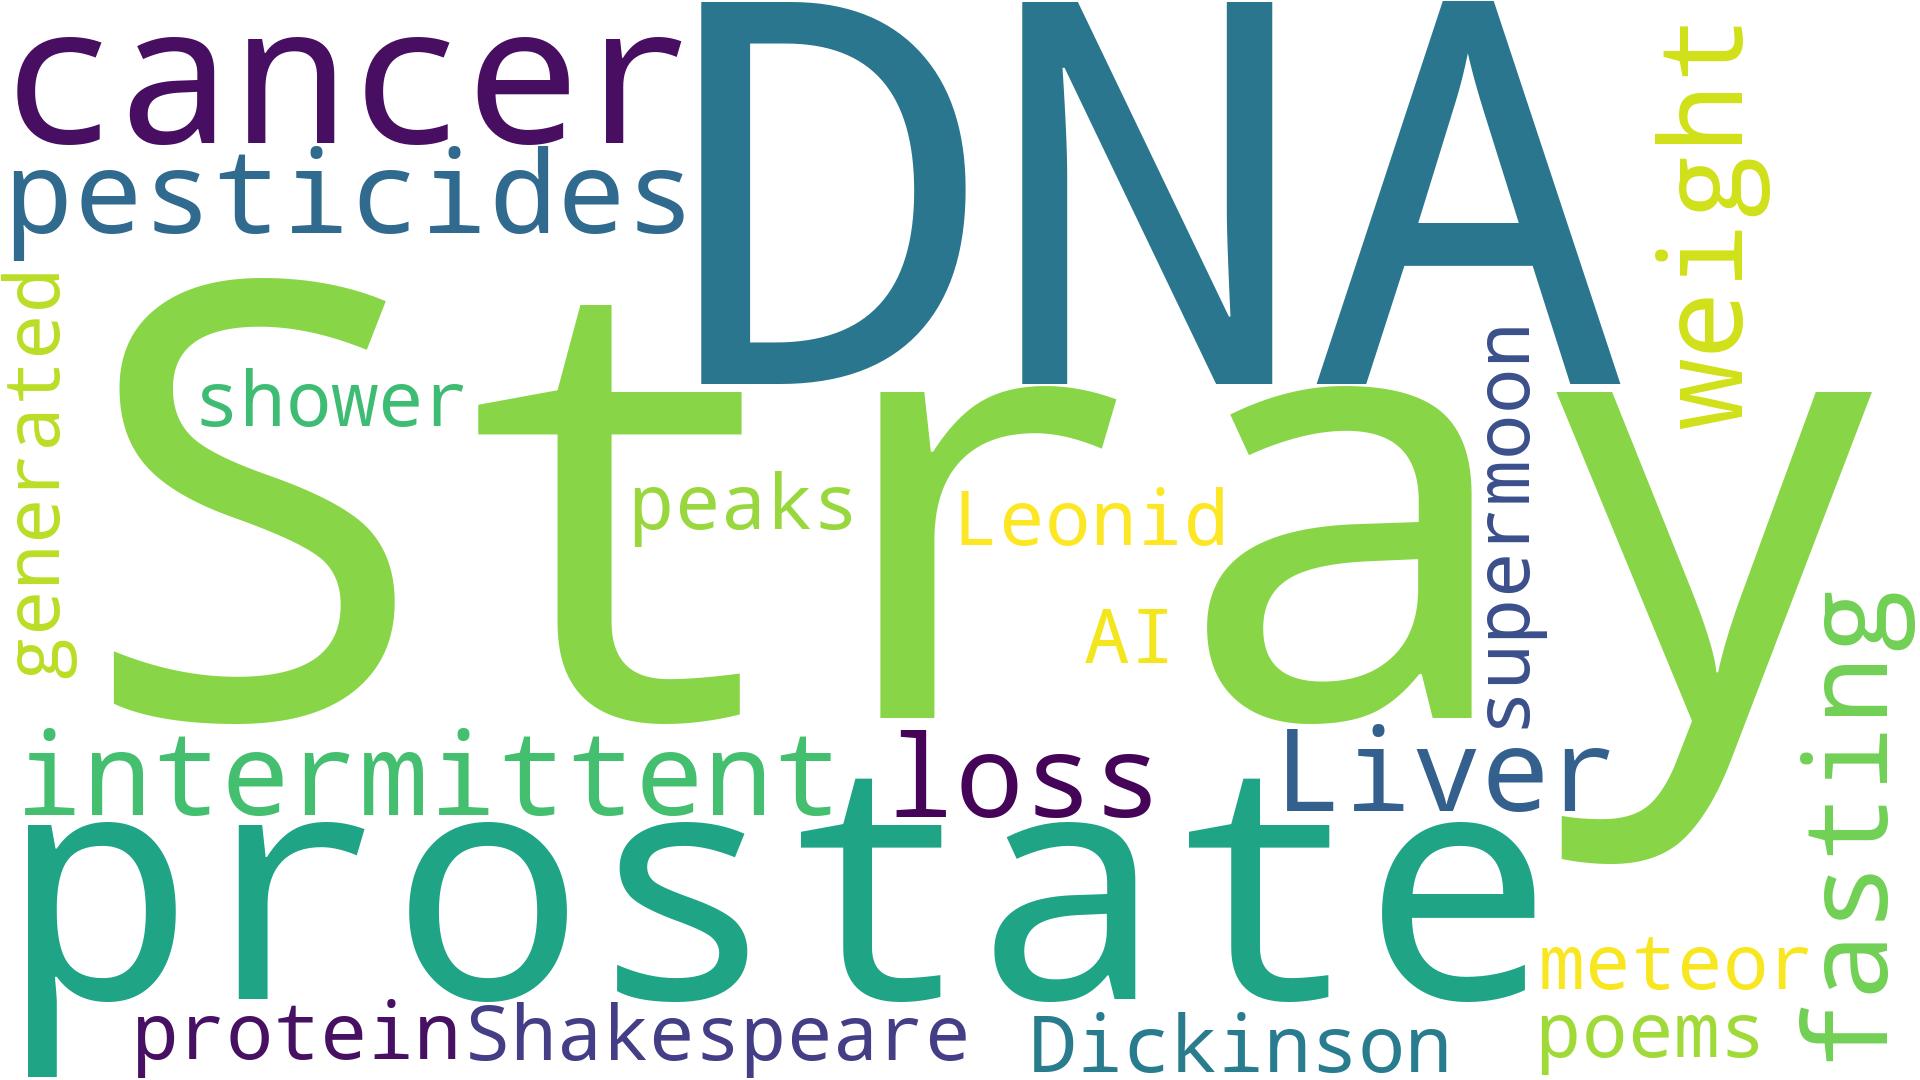 cancer
DNA
weight
pesticides
generated
Stray
shower
supermoon
peaks
Leonid
AI
fasting
intermittent
loss
Liver
prostate
meteor
protein
Shakespeare
Dickinson
poems